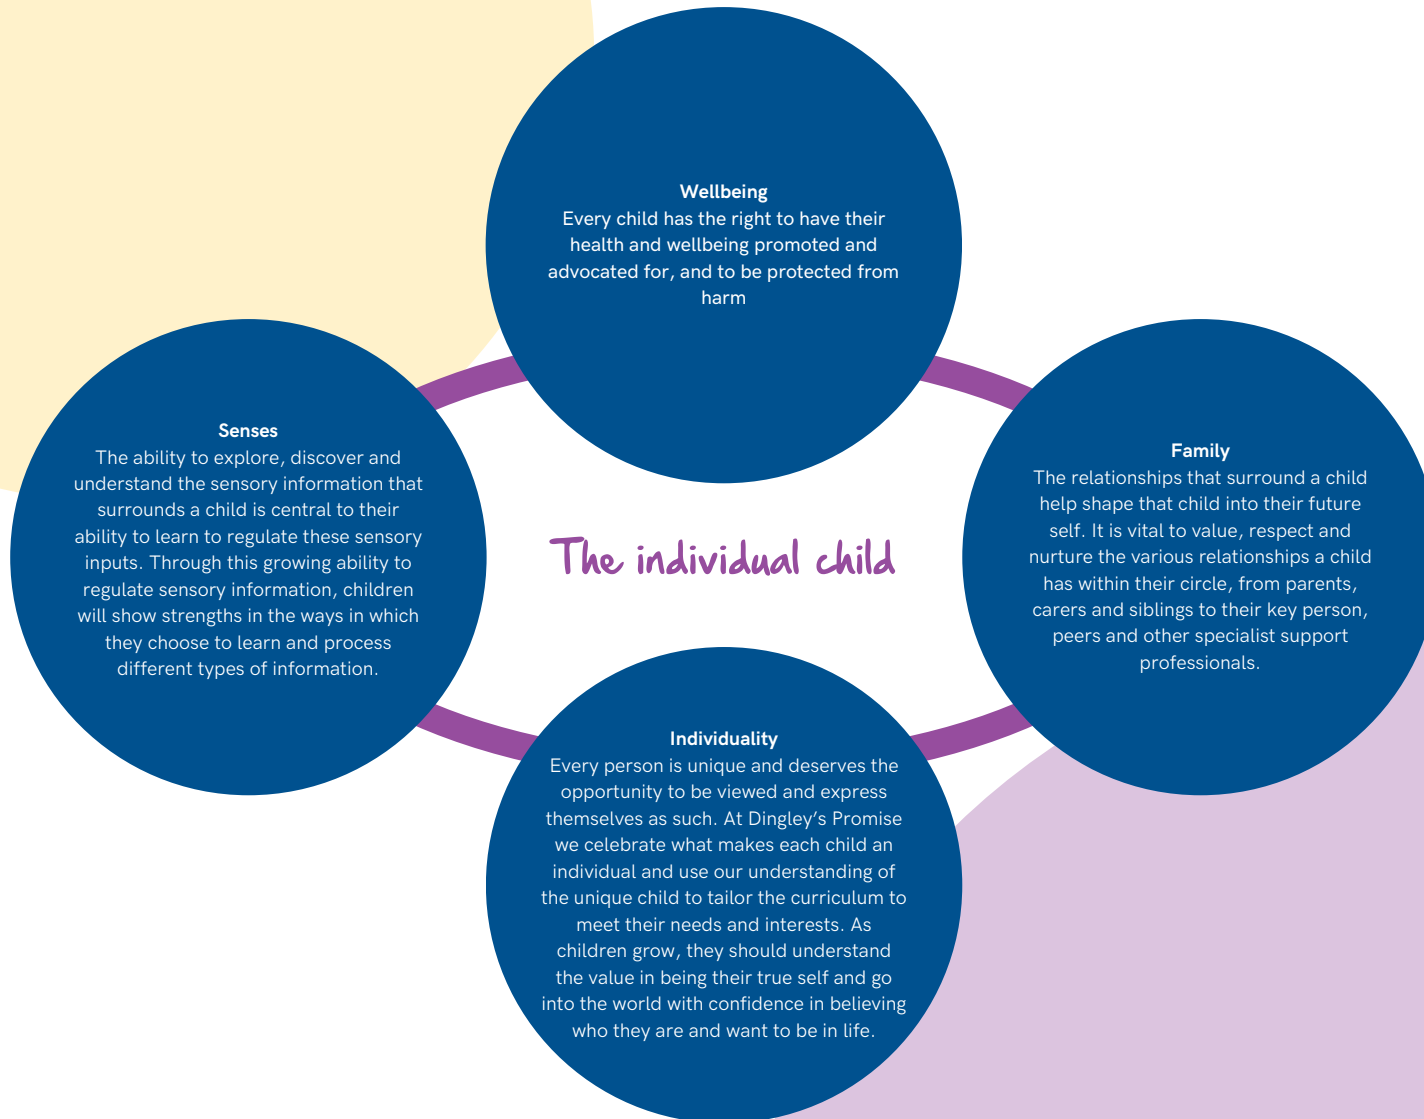 Wellbeing
Every child has the right to have their
health and wellbeing promoted and
advocated for, and to be protected from
harm
Senses
The ability to explore, discover and
understand the sensory information that
surrounds a child is central to their
ability to learn to regulate these sensory
inputs. Through this growing ability to
regulate sensory information, children
will show strengths in the ways in which
they choose to learn and process
different types of information.
The individual child
Family
The relationships that surround a child
help shape that child into their future
self. It is vital to value, respect and
nurture the various relationships a child
has within their circle, from parents,
carers and siblings to their key person,
peers and other specialist support
professionals.
Individuality
Every person is unique and deserves the
opportunity to be viewed and express
themselves as such. At Dingley’s Promise
we celebrate what makes each child an
individual and use our understanding of
the unique child to tailor the curriculum to
meet their needs and interests. As
children grow, they should understand
the value in being their true self and go
into the world with confidence in believing
who they are and want to be in life.